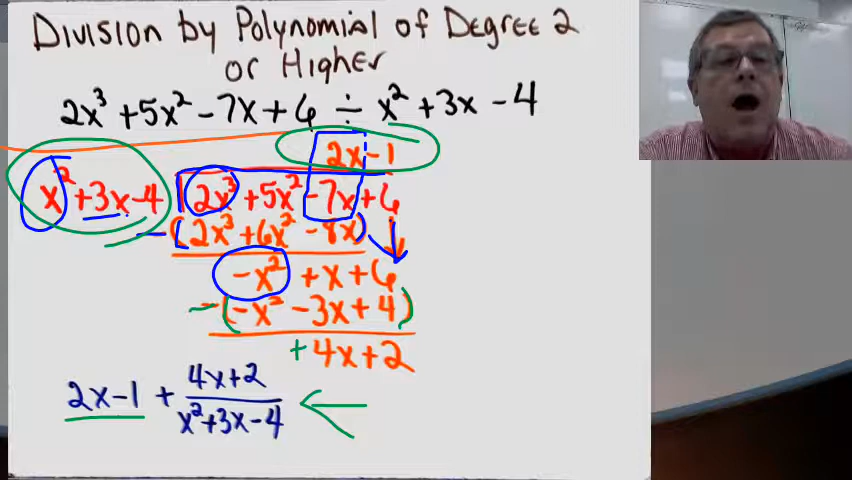 Division by Polynomial of Degree 2
or Higher
2x³ +5x² -7x+6 ÷ x² +3x -4
2x-1
x² +3x-4 2x³ +5x² -7x +6
-(2x³ +6x² -8x)
-x² +x+6
-(-x² -3x+4)
+4x+2
2x-1 + 4x+2
x²+3x-4